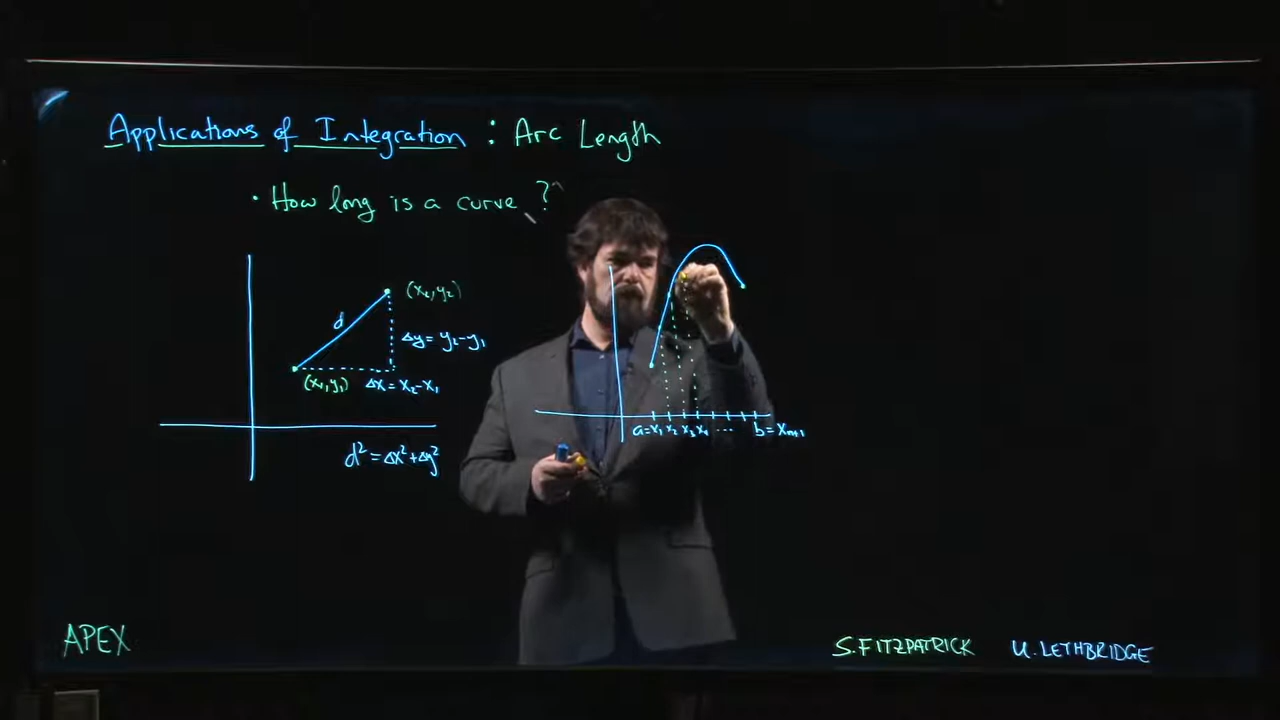 Applications of Integration : Arc Length
· How long is a curve ?
(x₂, y₂)
d
Δy = y₂-y₁
(x₁, y₁) Δx = x₂-x₁
d² = Δx² + Δy²
a=x₁ x₂ x₃ x₄ ... b=xₙ₊₁
APEX
S. FITZPATRICK U. LETHBRIDGE